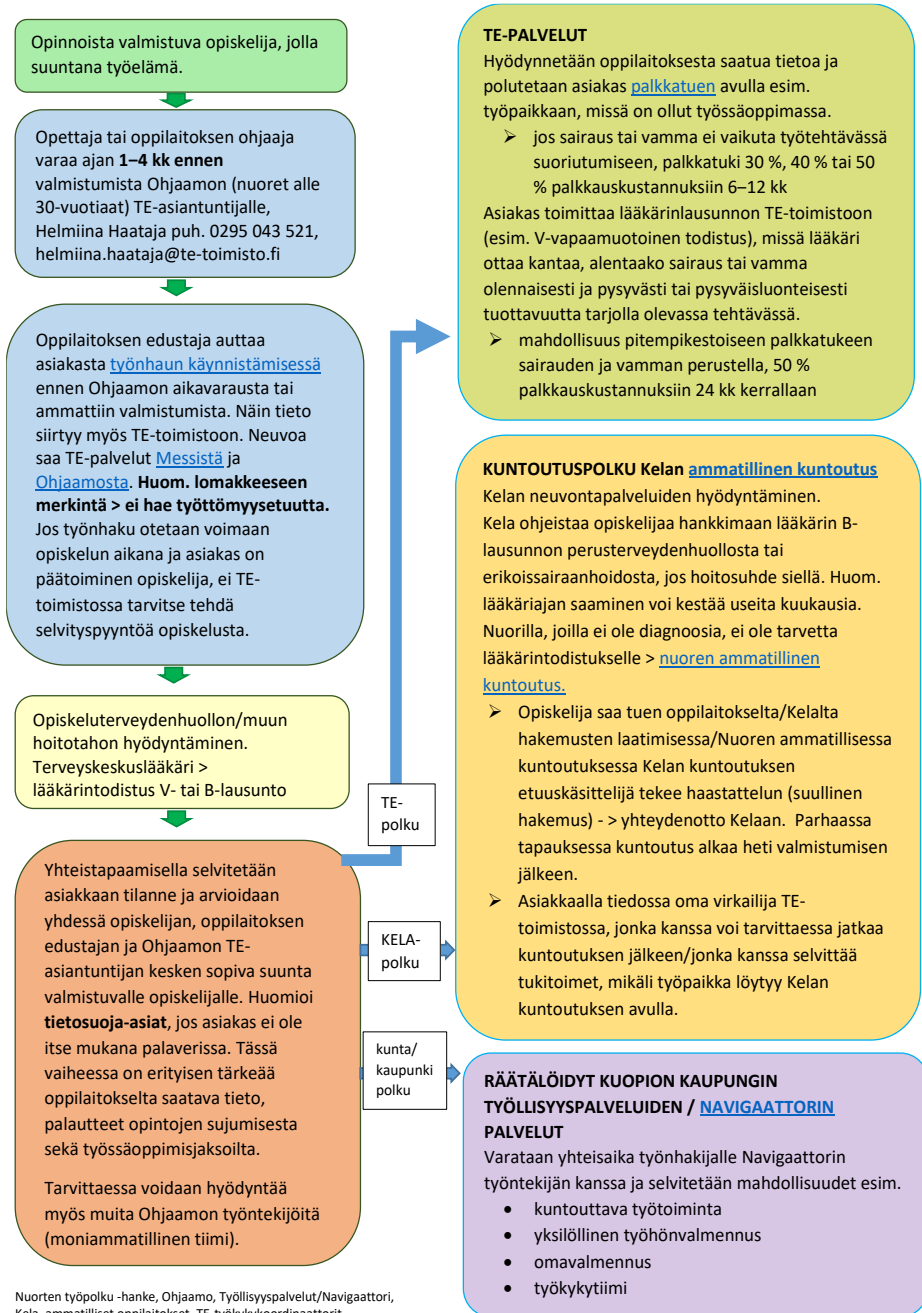 Opinnoista valmistuva opiskelija, jolla
suuntana työelämä.
Opettaja tai oppilaitoksen ohjaaja
varaa ajan 1–4 kk ennen
valmistumista Ohjaamon (nuoret alle
30-vuotiaat) TE-asiantuntijalle,
Helmiina Haataja puh. 0295 043 521,
helmiina.haataja@te-toimisto.fi
Oppilaitoksen edustaja auttaa
asiakasta työnhaun käynnistämisessä
ennen Ohjaamon aikavarausta tai
ammattiin valmistumista. Näin tieto
siirtyy myös TE-toimistoon. Neuvoa
saa TE-palvelut Messistä ja
Ohjaamosta. Huom. lomakkeeseen
merkintä > ei hae työttömyysetuutta.
Jos työnhaku otetaan voimaan
opiskelun aikana ja asiakas on
päätoiminen opiskelija, ei TE-
toimistossa tarvitse tehdä
selvityspyyntöä opiskelusta.
Opiskeluterveydenhuollon/muun
hoitotahon hyödyntäminen.
Terveyskeskuslääkäri >
lääkärintodistus V- tai B-lausunto
Yhteistapaamisella selvitetään
asiakkaan tilanne ja arvioidaan
yhdessä opiskelijan, oppilaitoksen
edustajan ja Ohjaamon TE-
asiantuntijan kesken sopiva suunta
valmistuvalle opiskelijalle. Huomioi
tietosuoja-asiat, jos asiakas ei ole
itse mukana palaverissa. Tässä
vaiheessa on erityisen tärkeää
oppilaitokselta saatava tieto,
palautteet opintojen sujumisesta
sekä työssäoppimisjaksoilta.
Tarvittaessa voidaan hyödyntää
myös muita Ohjaamon työntekijöitä
(moniammatillinen tiimi).
TE-
polku
KELA-
polku
kunta/
kaupunki
polku
TE-PALVELUT
Hyödynnetään oppilaitoksesta saatua tietoa ja
polutetaan asiakas palkkatuen avulla esim.
työpaikkaan, missä on ollut työssäoppimassa.
➢ jos sairaus tai vamma ei vaikuta työtehtävässä
suoriutumiseen, palkkatuki 30 %, 40 % tai 50
% palkkauskustannuksiin 6–12 kk
Asiakas toimittaa lääkärinlausunnon TE-toimistoon
(esim. V-vapaamuotoinen todistus), missä lääkäri
ottaa kantaa, alentaako sairaus tai vamma
olennaisesti ja pysyvästi tai pysyväisluonteisesti
tuottavuutta tarjolla olevassa tehtävässä.
➢ mahdollisuus pitempikestoiseen palkkatukeen
sairauden ja vamman perustella, 50 %
palkkauskustannuksiin 24 kk kerrallaan
KUNTOUTUSPOLKU Kelan ammatillinen kuntoutus
Kelan neuvontapalveluiden hyödyntäminen.
Kela ohjeistaa opiskelijaa hankkimaan lääkärin B-
lausunnon perusterveydenhuollosta tai
erikoissairaanhoidosta, jos hoitosuhde siellä. Huom.
lääkäriajan saaminen voi kestää useita kuukausia.
Nuorilla, joilla ei ole diagnoosia, ei ole tarvetta
lääkärintodistukselle > nuoren ammatillinen
kuntoutus.
➢ Opiskelija saa tuen oppilaitokselta/Kelalta
hakemusten laatimisessa/Nuoren ammatillisessa
kuntoutuksessa Kelan kuntoutuksen
etuuskäsittelijä tekee haastattelun (suullinen
hakemus) - > yhteydenotto Kelaan. Parhaassa
tapauksessa kuntoutus alkaa heti valmistumisen
jälkeen.
➢ Asiakkaalla tiedossa oma virkailija TE-
toimistossa, jonka kanssa voi tarvittaessa jatkaa
kuntoutuksen jälkeen/jonka kanssa selvittää
tukitoimet, mikäli työpaikka löytyy Kelan
kuntoutuksen avulla.
RÄÄTÄLÖIDYT KUOPION KAUPUNGIN
TYÖLLISYYSPALVELUIDEN / NAVIGAATTORIN
PALVELUT
Varataan yhteisaika työnhakijalle Navigaattorin
työntekijän kanssa ja selvitetään mahdollisuudet esim.
• kuntouttava työtoiminta
• yksilöllinen työhönvalmennus
• omavalmennus
• työkykytiimi
Nuorten työpolku -hanke, Ohjaamo, Työllisyyspalvelut/Navigaattori,
Kela, ammatilliset oppilaitokset, TE-työkykykoordinaattorit